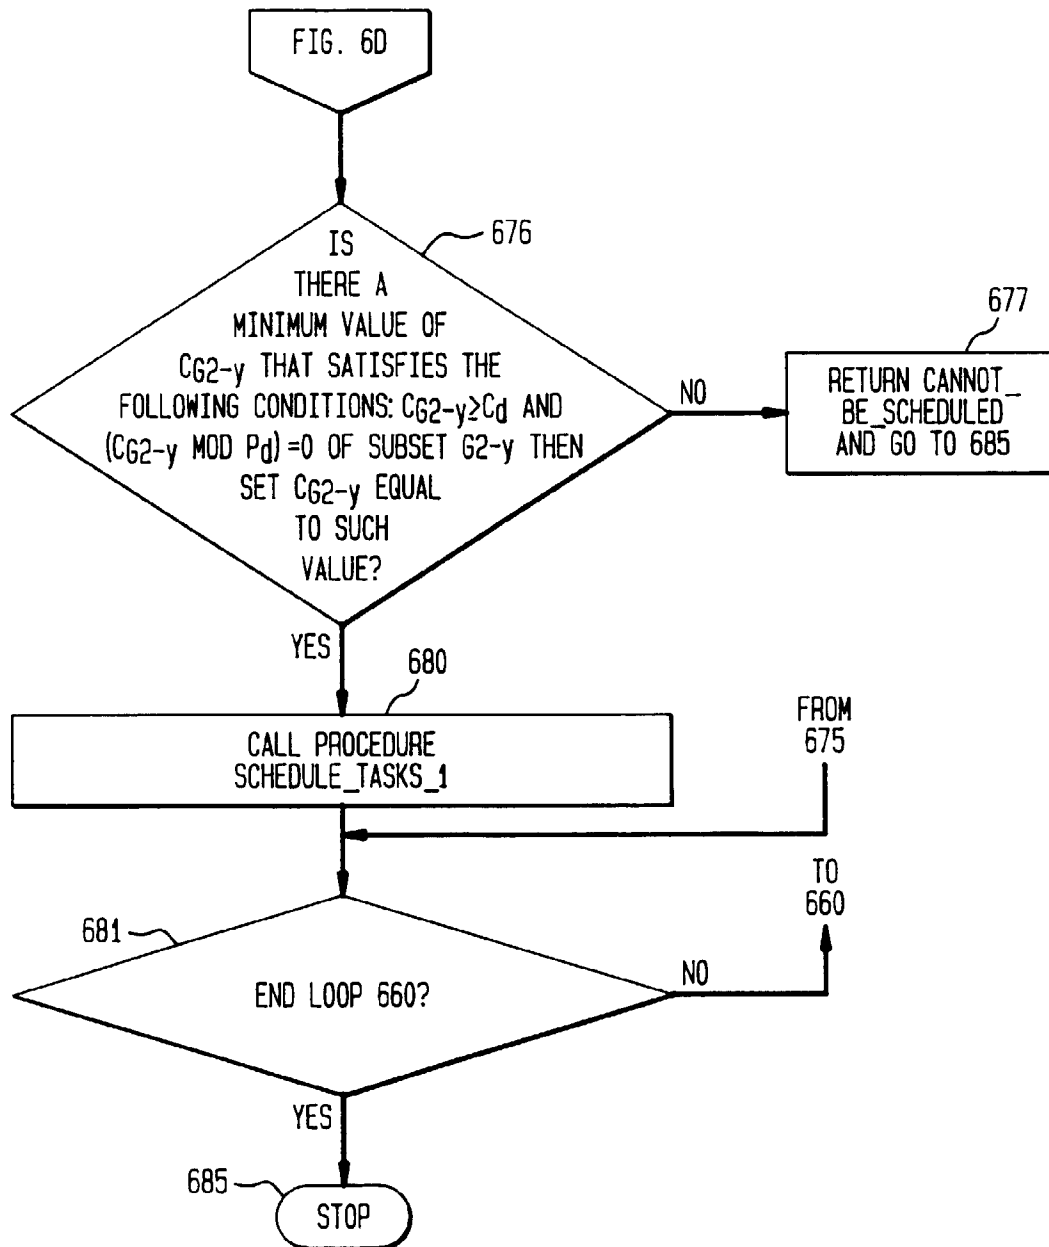 FIG. 6D
676
IS
THERE A
MINIMUM VALUE OF
CG2-y THAT SATISFIES THE
FOLLOWING CONDITIONS: CG2-y≥Cd AND
(CG2-y MOD Pd)=0 OF SUBSET G2-y THEN
SET CG2-y EQUAL
TO SUCH
VALUE?
NO
677
RETURN CANNOT_
BE_SCHEDULED
AND GO TO 685
YES
680
CALL PROCEDURE
SCHEDULE_TASKS_1
FROM
675
TO
660
681
END LOOP 660?
NO
YES
685
STOP